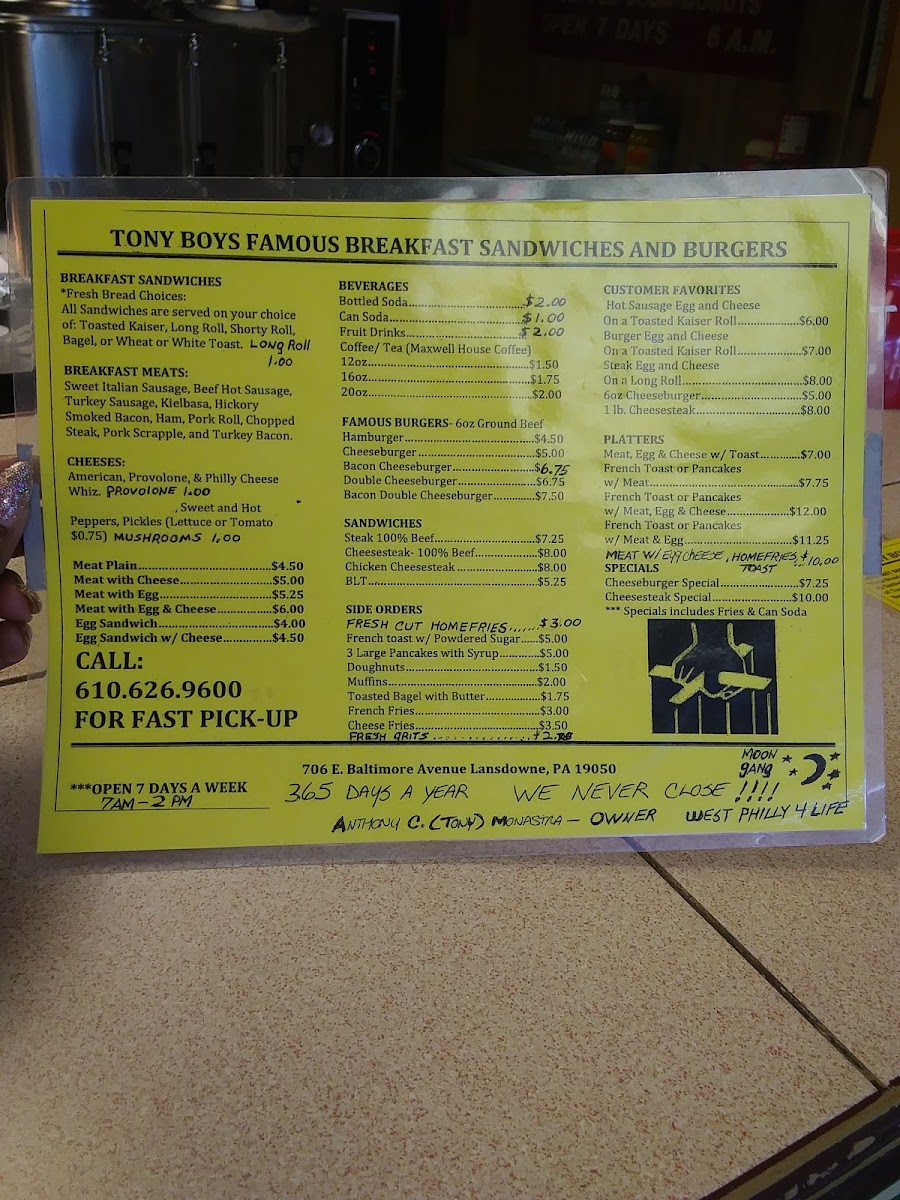 OPEN 7 DAYS 6 A.M.
TONY BOYS FAMOUS BREAKFAST SANDWICHES AND BURGERS
BREAKFAST SANDWICHES
*Fresh Bread Choices:
All Sandwiches are served on your choice
of: Toasted Kaiser, Long Roll, Shorty Roll,
Bagel, or Wheat or White Toast. LONG ROLL
1.00
BREAKFAST MEATS:
Sweet Italian Sausage, Beef Hot Sausage,
Turkey Sausage, Kielbasa, Hickory
Smoked Bacon, Ham, Pork Roll, Chopped
Steak, Pork Scrapple, and Turkey Bacon.
CHEESES:
American, Provolone, & Philly Cheese
Whiz. PROVOLONE 1.00
, Sweet and Hot
Peppers, Pickles (Lettuce or Tomato
$0.75) MUSHROOMS 1.00
Meat Plain.......................................$4.50
Meat with Cheese...........................$5.00
Meat with Egg................................$5.25
Meat with Egg & Cheese.................$6.00
Egg Sandwich.................................$4.00
Egg Sandwich w/ Cheese...............$4.50
CALL:
610.626.9600
FOR FAST PICK-UP
BEVERAGES
Bottled Soda..............................$2.00
Can Soda....................................$1.00
Fruit Drinks...............................$2.00
Coffee/ Tea (Maxwell House Coffee)
12oz............................................$1.50
16oz............................................$1.75
20oz............................................$2.00
FAMOUS BURGERS- 6oz Ground Beef
Hamburger....................................$4.50
Cheeseburger................................$5.00
Bacon Cheeseburger.....................$6.75
Double Cheeseburger...................$6.75
Bacon Double Cheeseburger........$7.50
SANDWICHES
Steak 100% Beef...........................$7.25
Cheesesteak- 100% Beef...............$8.00
Chicken Cheesesteak....................$8.00
BLT................................................$5.25
SIDE ORDERS
FRESH CUT HOMEFRIES......$3.00
French toast w/ Powdered Sugar.....$5.00
3 Large Pancakes with Syrup...........$5.00
Doughnuts.......................................$1.50
Muffins............................................$2.00
Toasted Bagel with Butter...............$1.75
French Fries....................................$3.00
Cheese Fries....................................$3.50
FRESH GRITS...............
CUSTOMER FAVORITES
Hot Sausage Egg and Cheese
On a Toasted Kaiser Roll...............$6.00
Burger Egg and Cheese
On a Toasted Kaiser Roll...............$7.00
Steak Egg and Cheese
On a Long Roll...............................$8.00
6oz Cheeseburger..........................$5.00
1 lb. Cheesesteak...........................$8.00
PLATTERS
Meat, Egg & Cheese w/ Toast............$7.00
French Toast or Pancakes
w/ Meat............................................$7.75
French Toast or Pancakes
w/ Meat, Egg & Cheese....................$12.00
French Toast or Pancakes
w/ Meat & Egg.................................$11.25
MEAT W/ EGG CHEESE, HOMEFRIES, TOAST...$10.00
SPECIALS
Cheeseburger Special......................$7.25
Cheesesteak Special........................$10.00
*** Specials includes Fries & Can Soda
706 E. Baltimore Avenue Lansdowne, PA 19050
***OPEN 7 DAYS A WEEK
7AM – 2 PM
365 DAYS A YEAR WE NEVER CLOSE !!!!
MOON
GANG
ANTHONY C. (TONY) MONASTRA – OWNER WEST PHILLY 4 LIFE